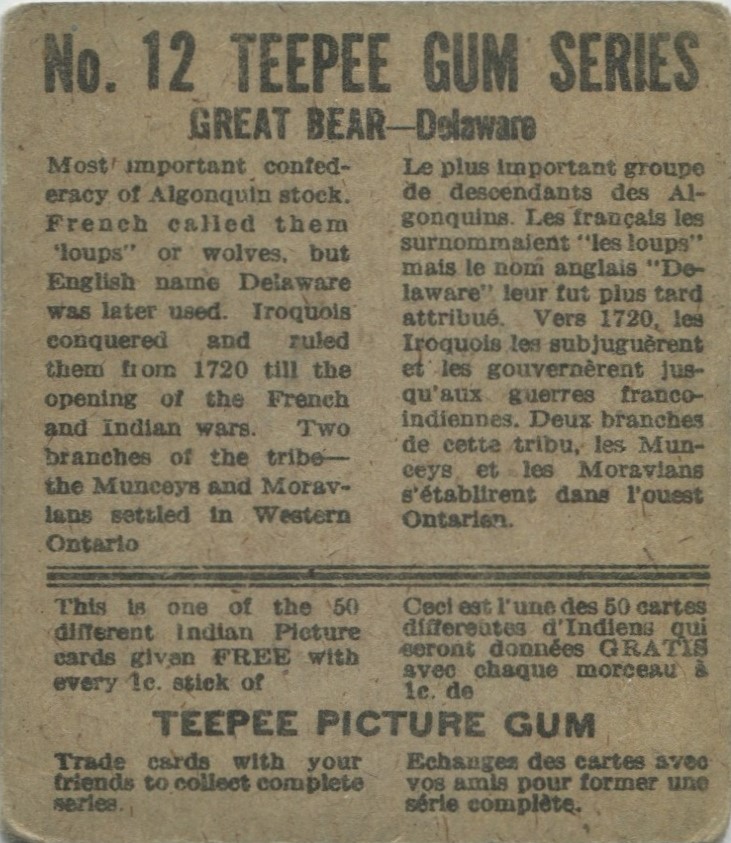 No. 12 TEEPEE GUM SERIES
GREAT BEAR—Delaware
Most important confed-
eracy of Algonquin stock.
French called them
'loups" or wolves, but
English name Delaware
was later used. Iroquois
conquered and ruled
them from 1720 till the
opening of the French
and Indian wars. Two
branches of the tribe—
the Munceys and Morav-
ians settled in Western
Ontario
Le plus important groupe
de descendants des Al-
gonquins. Les français les
surnommaient "les loups"
mais le nom anglais "De-
laware" leur fut plus tard
attribué. Vers 1720, les
Iroquois les subjuguèrent
et les gouvernèrent jus-
qu'aux guerres franco-
indiennes. Deux branches
de cette tribu, les Mun-
ceys et les Moravians
s'établirent dans l'ouest
Ontarien.
This is one of the 50
different Indian Picture
cards given FREE with
every 1c. stick of
Ceci est l'une des 50 cartes
differentes d'Indiens qui
seront données GRATIS
avec chaque morceau à
1c. de
TEEPEE PICTURE GUM
Trade cards with your
friends to collect complete
series.
Echanges des cartes avec
vos amis pour former une
série complète.